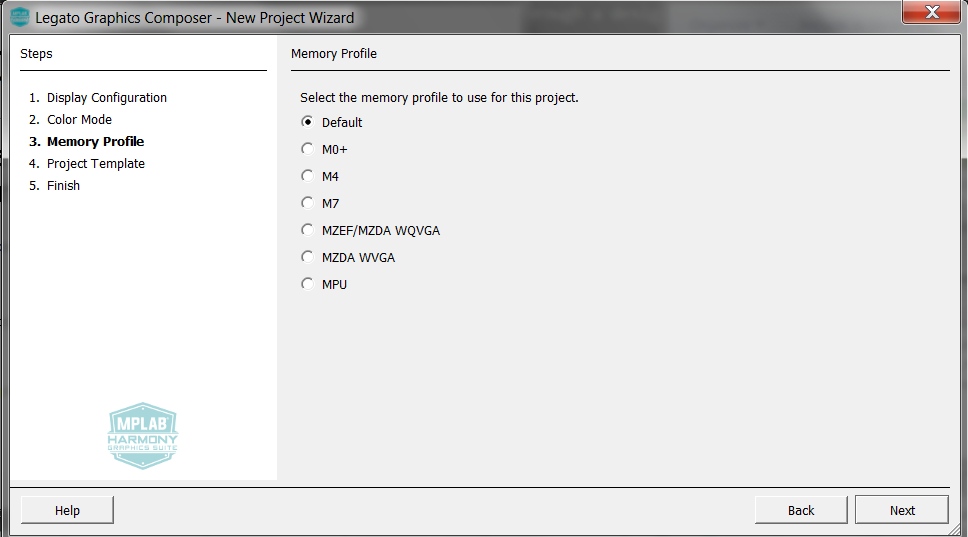 Legato Graphics Composer - New Project Wizard
Steps
1. Display Configuration
2. Color Mode
3. Memory Profile
4. Project Template
5. Finish
MPLAB
HARMONY
GRAPHICS SUITE
Memory Profile
Select the memory profile to use for this project.
Default
M0+
M4
M7
MZEF/MZDA WQVGA
MZDA WVGA
MPU
Help
Back
Next